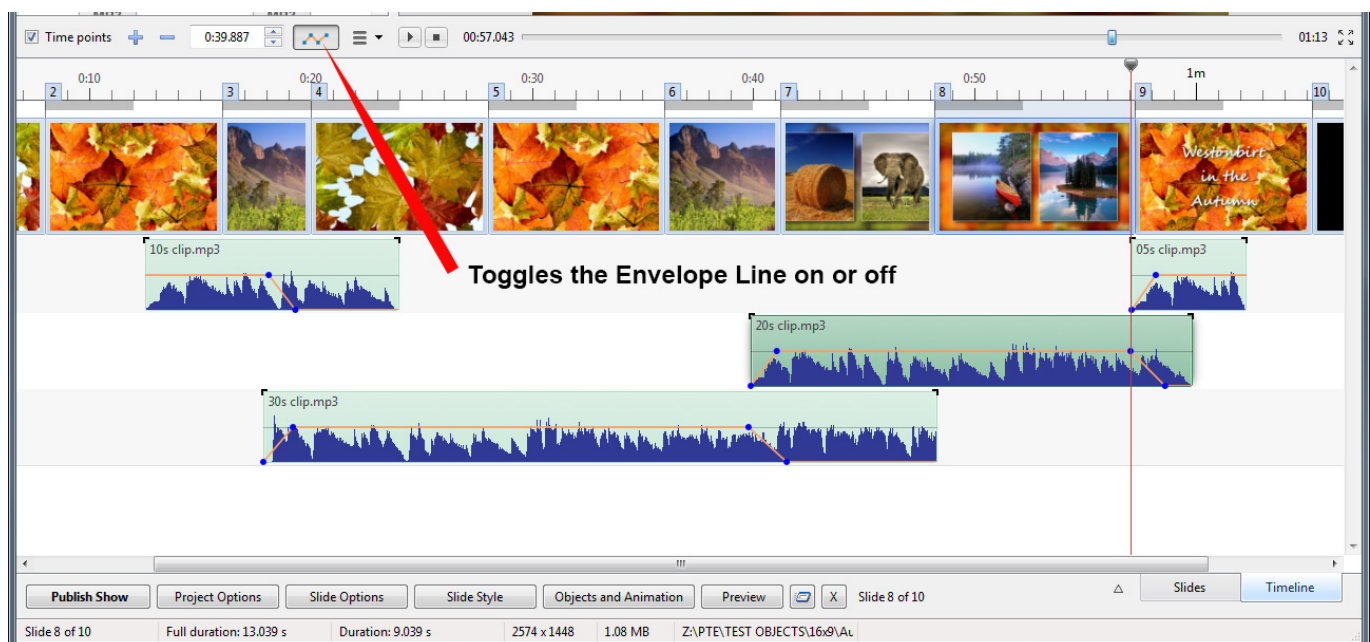 Time points
0:39.887
00:57.043
01:13
0:10
0:20
0:30
0:40
0:50
1m
2
3
4
5
6
7
8
9
10
Westonbirt
in the
Autumn
10s clip.mp3
05s clip.mp3
Toggles the Envelope Line on or off
20s clip.mp3
30s clip.mp3
Publish Show
Project Options
Slide Options
Slide Style
Objects and Animation
Preview
X
Slide 8 of 10
Slides
Timeline
Slide 8 of 10
Full duration: 13.039 s
Duration: 9.039 s
2574 x 1448
1.08 MB
Z:\PTE\TEST OBJECTS\16x9\Au